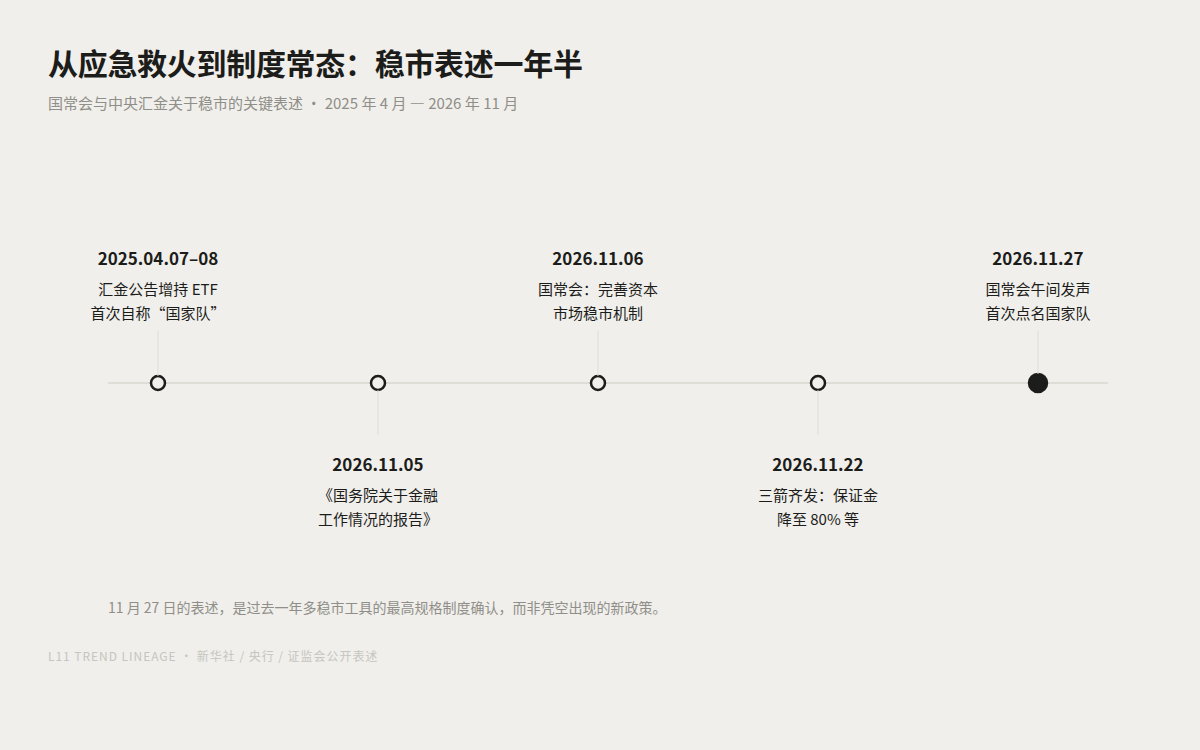 从应急救火到制度常态：稳市表述一年半
国常会与中央汇金关于稳市的关键表述 · 2025 年 4 月 — 2026 年 11 月
2025.04.07–08
汇金公告增持 ETF
首次自称“国家队”
2026.11.05
《国务院关于金融
工作情况的报告》
2026.11.06
国常会：完善资本
市场稳市机制
2026.11.22
三箭齐发：保证金
降至 80% 等
2026.11.27
国常会午间发声
首次点名国家队
11 月 27 日的表述，是过去一年多稳市工具的最高规格制度确认，而非凭空出现的新政策。
L11 TREND LINEAGE · 新华社 / 央行 / 证监会公开表述